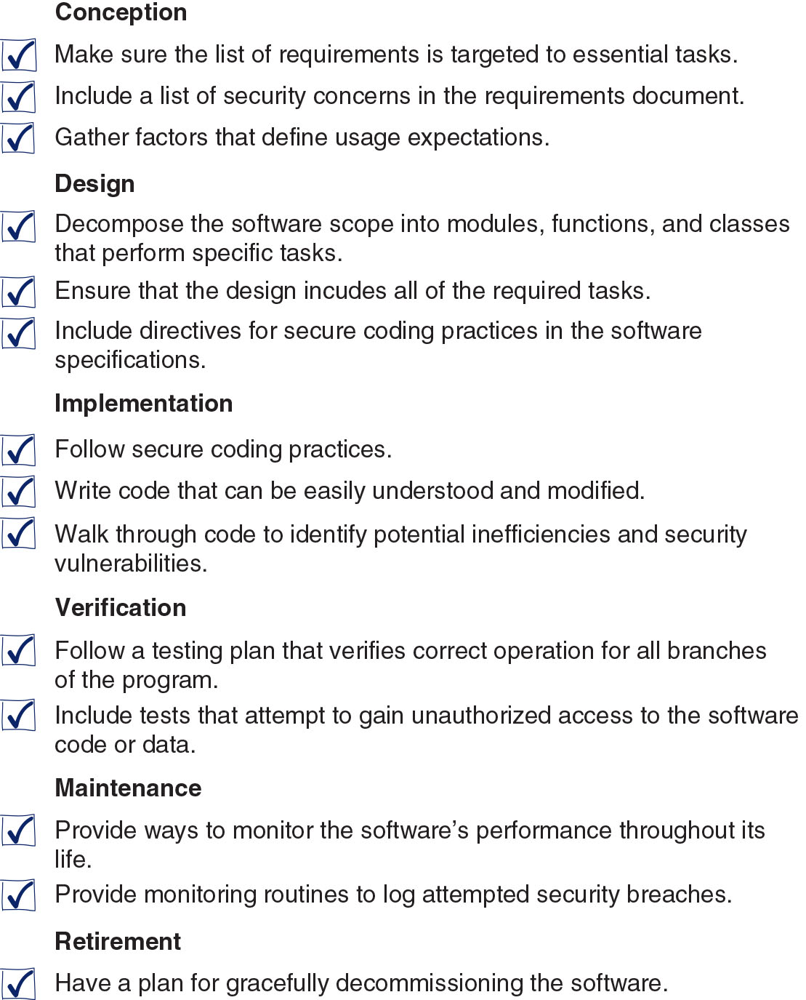 Conception
Make sure the list of requirements is targeted to essential tasks.
Include a list of security concerns in the requirements document.
Gather factors that define usage expectations.
Design
Decompose the software scope into modules, functions, and classes
that perform specific tasks.
Ensure that the design incudes all of the required tasks.
Include directives for secure coding practices in the software
specifications.
Implementation
Follow secure coding practices.
Write code that can be easily understood and modified.
Walk through code to identify potential inefficiencies and security
vulnerabilities.
Verification
Follow a testing plan that verifies correct operation for all branches
of the program.
Include tests that attempt to gain unauthorized access to the software
code or data.
Maintenance
Provide ways to monitor the software’s performance throughout its
life.
Provide monitoring routines to log attempted security breaches.
Retirement
Have a plan for gracefully decommissioning the software.